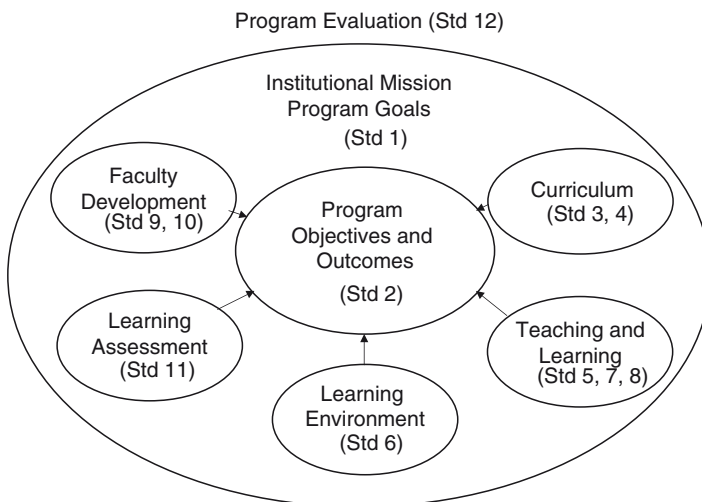 Program Evaluation (Std 12)
Institutional Mission
Program Goals
(Std 1)
Faculty
Development
(Std 9, 10)
Curriculum
(Std 3, 4)
Program
Objectives and
Outcomes
(Std 2)
Learning
Assessment
(Std 11)
Teaching and
Learning
(Std 5, 7, 8)
Learning
Environment
(Std 6)